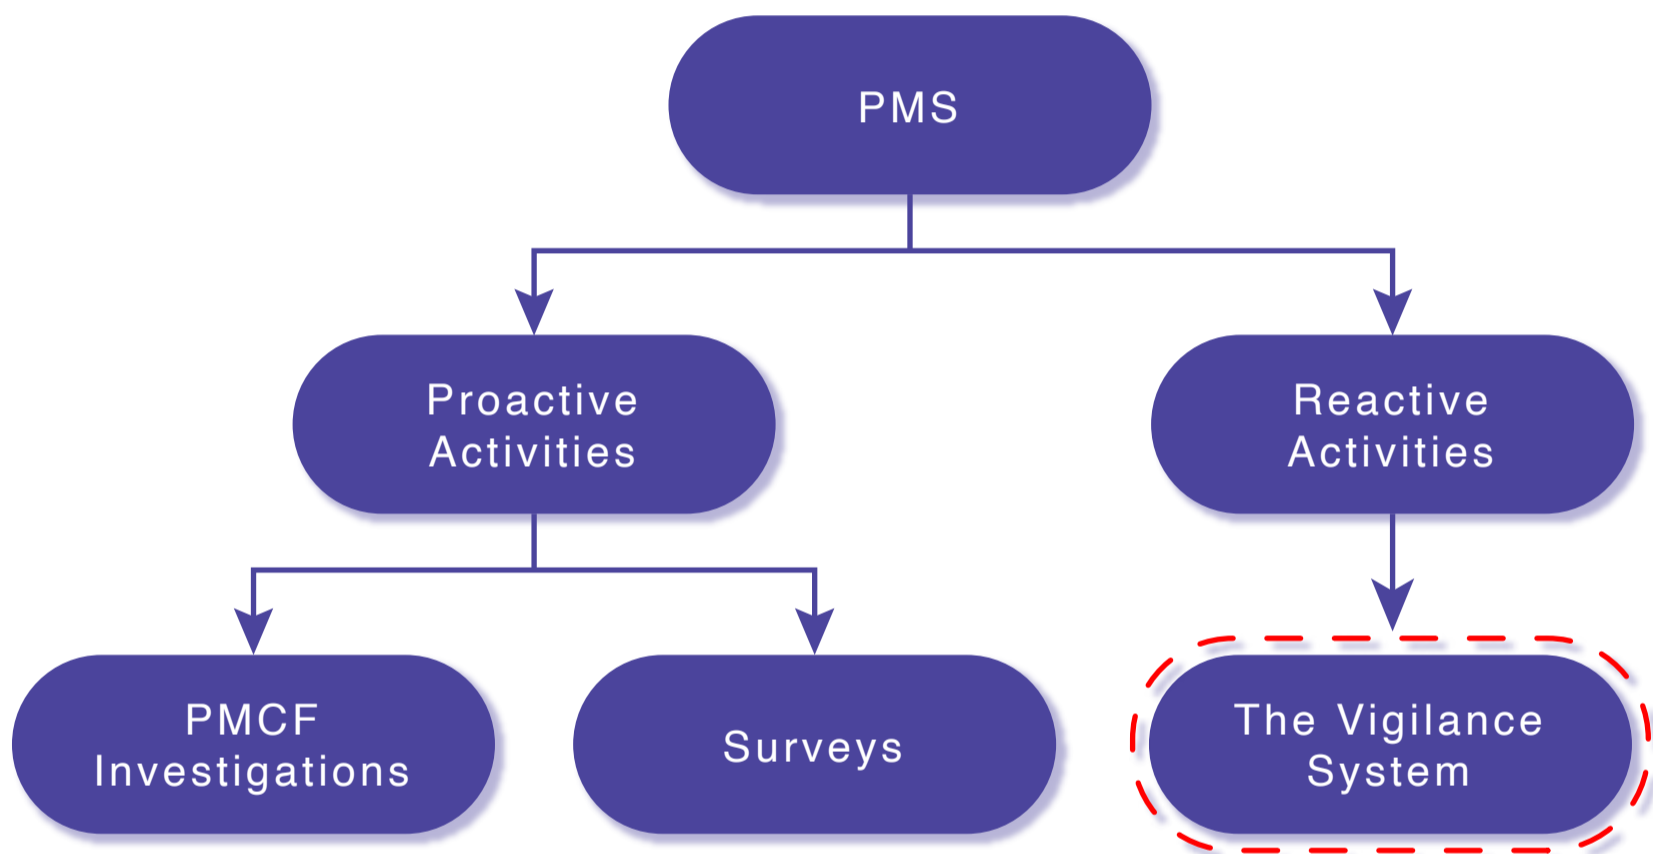 PMS
Proactive
Activities
Reactive
Activities
PMCF
Investigations
Surveys
The Vigilance
System